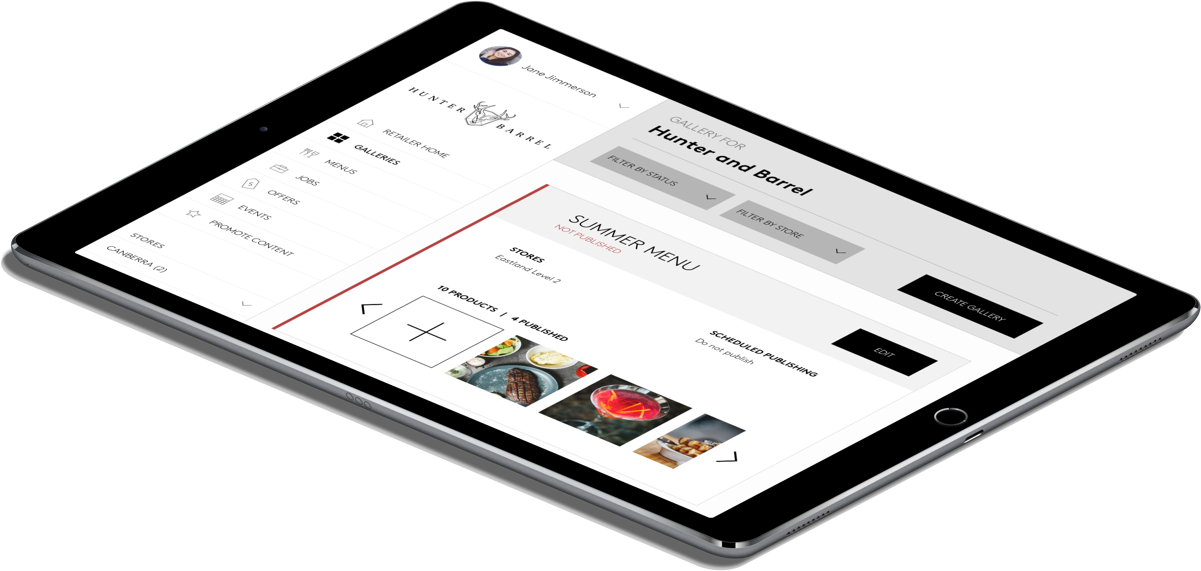 Jane Jimmerson
HUNTER BARREL
RETAILER HOME
GALLERIES
MENUS
JOBS
OFFERS
EVENTS
PROMOTE CONTENT
STORES
CANBERRA (2)
GALLERY FOR
Hunter and Barrel
FILTER BY STATUS
FILTER BY STORE
CREATE GALLERY
SUMMER MENU
NOT PUBLISHED
STORES
Eastland Level 2
10 PRODUCTS | 4 PUBLISHED
SCHEDULED PUBLISHING
Do not publish
EDIT